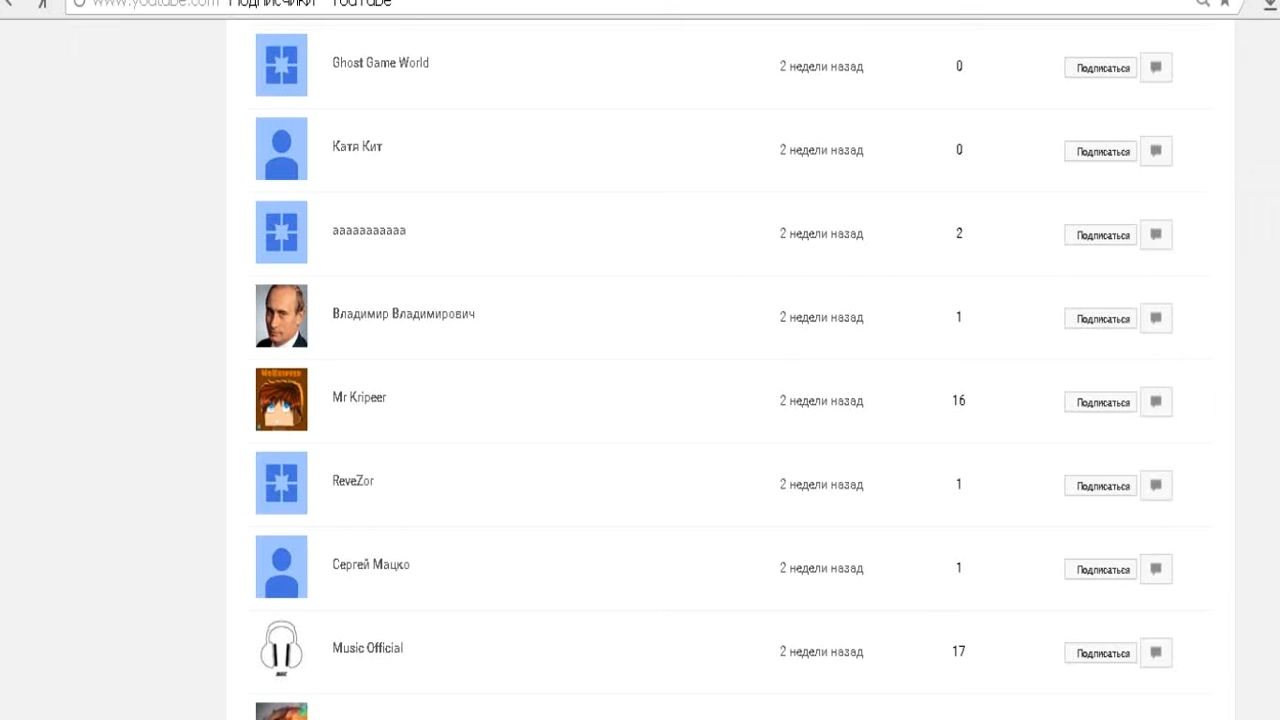 www.youtube.com Подписчики - YouTube
Ghost Game World 2 недели назад 0 Подписаться
Катя Кит 2 недели назад 0 Подписаться
ааааааааааа 2 недели назад 2 Подписаться
Владимир Владимирович 2 недели назад 1 Подписаться
Mr Kripeer 2 недели назад 16 Подписаться
ReveZor 2 недели назад 1 Подписаться
Сергей Мацко 2 недели назад 1 Подписаться
Music Official 2 недели назад 17 Подписаться